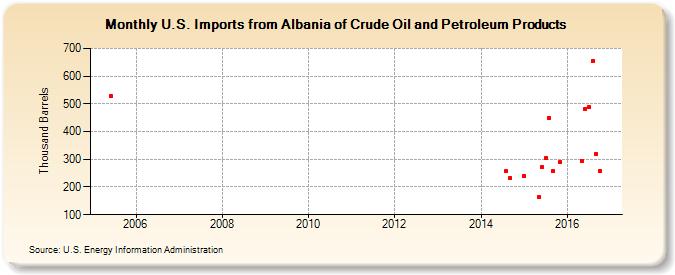 Monthly U.S. Imports from Albania of Crude Oil and Petroleum Products
Thousand Barrels
700
600
500
400
300
200
100
2006 2008 2010 2012 2014 2016
Source: U.S. Energy Information Administration